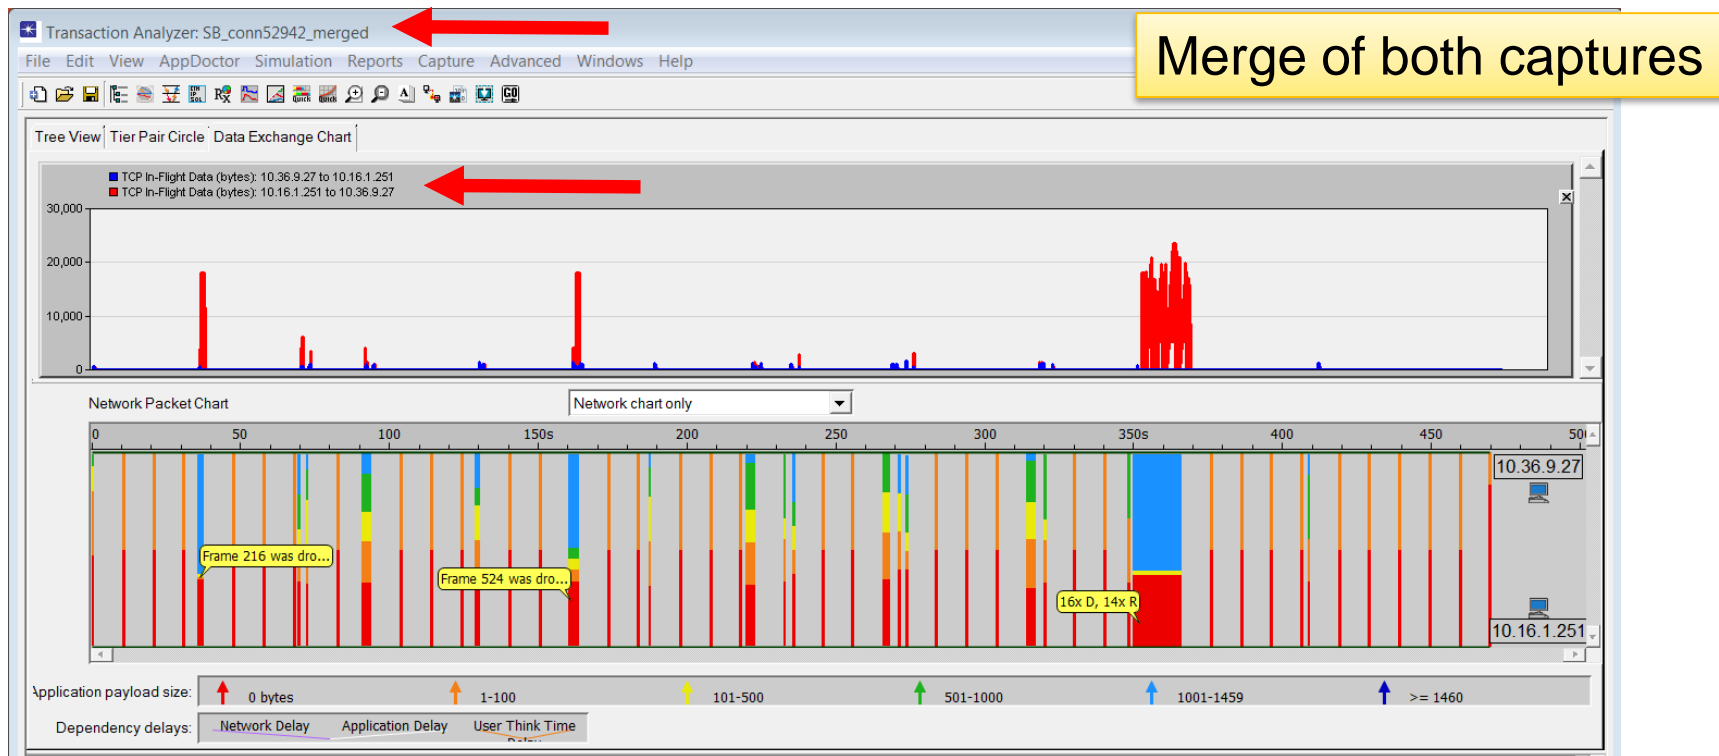 Transaction Analyzer: SB_conn52942_merged
Merge of both captures
File Edit View AppDoctor Simulation Reports Capture Advanced Windows Help
Tree View Tier Pair Circle Data Exchange Chart
TCP In-Flight Data (bytes): 10.36.9.27 to 10.16.1.251
TCP In-Flight Data (bytes): 10.16.1.251 to 10.36.9.27
30,000
20,000
10,000
0
Network Packet Chart
Network chart only
0 50 100 150s 200 250 300 350s 400 450 50
10.36.9.27
Frame 216 was dro...
Frame 524 was dro...
16x D, 14x R
10.16.1.251
Application payload size: 0 bytes 1-100 101-500 501-1000 1001-1459 >= 1460
Dependency delays: Network Delay Application Delay User Think Time